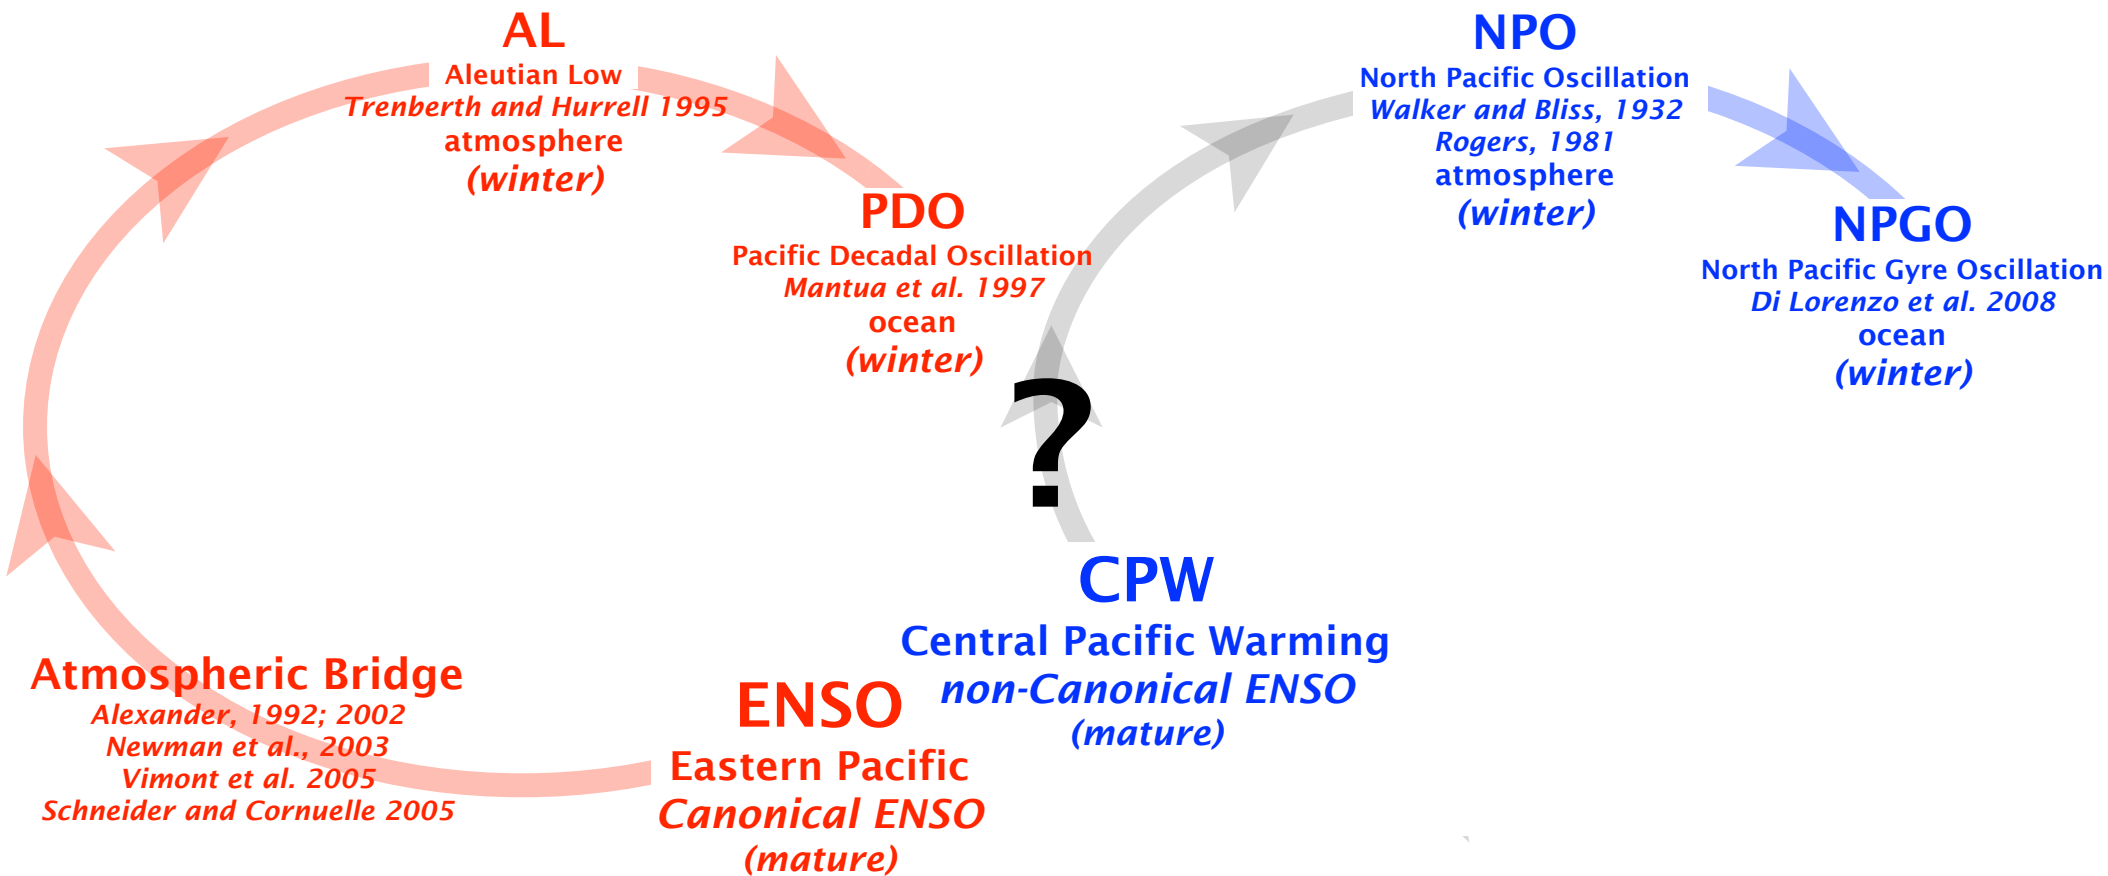 AL
Aleutian Low
Trenberth and Hurrell 1995
atmosphere
(winter)
PDO
Pacific Decadal Oscillation
Mantua et al. 1997
ocean
(winter)
NPO
North Pacific Oscillation
Walker and Bliss, 1932
Rogers, 1981
atmosphere
(winter)
NPGO
North Pacific Gyre Oscillation
Di Lorenzo et al. 2008
ocean
(winter)
?
CPW
Central Pacific Warming
non-Canonical ENSO
(mature)
Atmospheric Bridge
Alexander, 1992; 2002
Newman et al., 2003
Vimont et al. 2005
Schneider and Cornuelle 2005
ENSO
Eastern Pacific
Canonical ENSO
(mature)